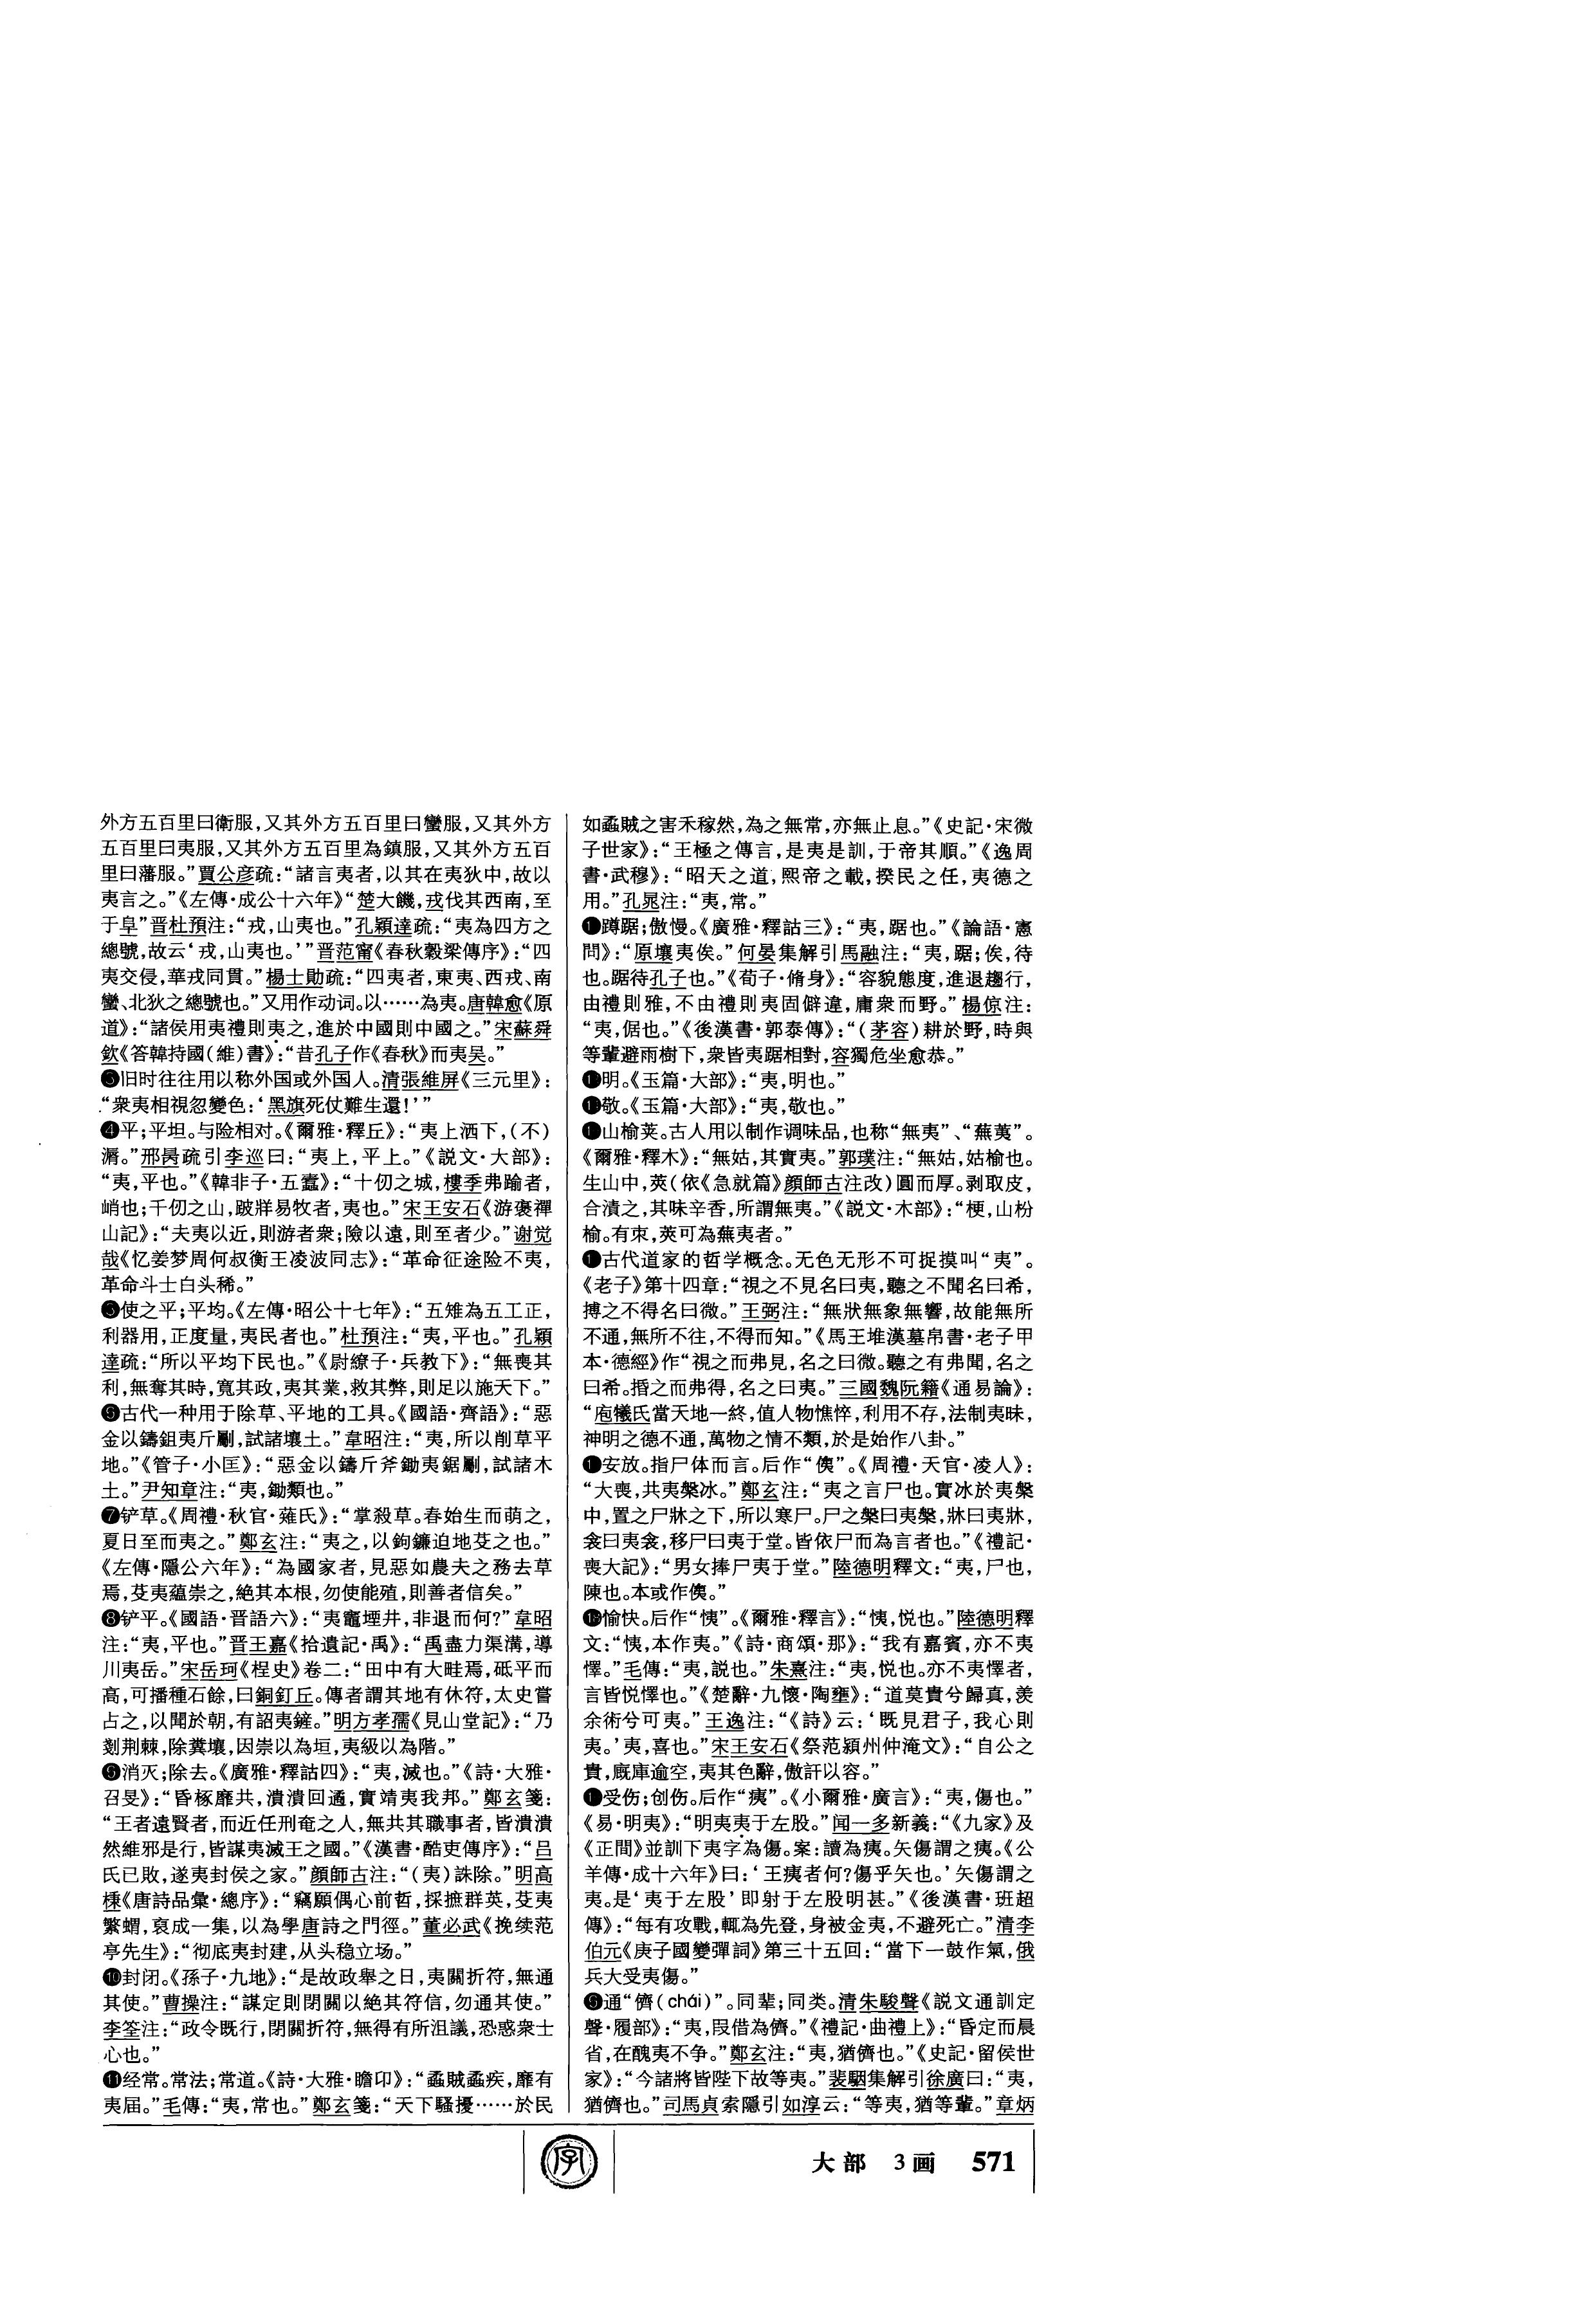 外方五百里曰衛服,又其外方五百里曰蠻服,又其外方
五百里曰夷服,又其外方五百里為鎮服,又其外方五百
里曰藩服。”賈公彦疏:“諸言夷者,以其在夷狄中,故以
夷言之。”《左傳·成公十六年》“楚大饑,戎伐其西南,至
于阜”晋杜預注:“戎,山夷也。”孔穎達疏:“夷為四方之
總號,故云‘戎,山夷也。’”晋范甯《春秋穀梁傳序》:“四
夷交侵,華戎同貫。”楊士勛疏:“四夷者,東夷、西戎、南
蠻、北狄之總號也。”又用作动词。以……為夷。唐韓愈《原
道》:“諸侯用夷禮則夷之,進於中國則中國之。”宋蘇舜
欽《答韓持國(維)書》:“昔孔子作《春秋》而夷吴。”
❸旧时往往用以称外国或外国人。清張維屏《三元里》:
“衆夷相視忽變色:‘黑旗死仗難生還!’”
❹平;平坦。与险相对。《爾雅·釋丘》:“夷上洒下,(不)
漘。”邢昺疏引李巡曰:“夷上,平上。”《説文·大部》:
“夷,平也。”《韓非子·五蠹》:“十仞之城,樓季弗踰者,
峭也;千仞之山,跛牂易牧者,夷也。”宋王安石《游褒禪
山記》:“夫夷以近,則游者衆;險以遠,則至者少。”谢觉
哉《忆姜梦周何叔衡王凌波同志》:“革命征途险不夷,
革命斗士白头稀。”
❺使之平;平均。《左傳·昭公十七年》:“五雉為五工正,
利器用,正度量,夷民者也。”杜預注:“夷,平也。”孔穎
達疏:“所以平均下民也。”《尉繚子·兵教下》:“無喪其
利,無奪其時,寬其政,夷其業,救其弊,則足以施天下。”
❻古代一种用于除草、平地的工具。《國語·齊語》:“惡
金以鑄鉏夷斤斸,試諸壤土。”韋昭注:“夷,所以削草平
地。”《管子·小匡》:“惡金以鑄斤斧鋤夷鋸斸,試諸木
土。”尹知章注:“夷,鋤類也。”
❼铲草。《周禮·秋官·薙氏》:“掌殺草。春始生而萌之,
夏日至而夷之。”鄭玄注:“夷之,以鉤鐮迫地芟之也。”
《左傳·隱公六年》:“為國家者,見惡如農夫之務去草
焉,芟夷藴崇之,絶其本根,勿使能殖,則善者信矣。”
❽铲平。《國語·晋語六》:“夷竈堙井,非退而何?”韋昭
注:“夷,平也。”晋王嘉《拾遺記·禹》:“禹盡力渠溝,導
川夷岳。”宋岳珂《桯史》卷二:“田中有大畦焉,砥平而
高,可播種石餘,曰銅釘丘。傳者謂其地有休符,太史嘗
占之,以聞於朝,有詔夷鏟。”明方孝孺《見山堂記》:“乃
剗荆棘,除糞壤,因崇以為垣,夷級以為階。”
❾消灭;除去。《廣雅·釋詁四》:“夷,滅也。”《詩·大雅·
召旻》:“昏椓靡共,潰潰回遹,實靖夷我邦。”鄭玄箋:
“王者遠賢者,而近任刑奄之人,無共其職事者,皆潰潰
然維邪是行,皆謀夷滅王之國。”《漢書·酷吏傳序》:“吕
氏已敗,遂夷封侯之家。”顔師古注:“(夷)誅除。”明高
棅《唐詩品彙·總序》:“竊願偶心前哲,採摭群英,芟夷
繁蝟,裒成一集,以為學唐詩之門徑。”董必武《挽续范
亭先生》:“彻底夷封建,从头稳立场。”
❿封闭。《孫子·九地》:“是故政舉之日,夷關折符,無通
其使。”曹操注:“謀定則閉關以絶其符信,勿通其使。”
李筌注:“政令既行,閉關折符,無得有所沮議,恐惑衆士
心也。”
⓫经常。常法;常道。《詩·大雅·瞻卬》:“蟊賊蟊疾,靡有
夷届。”毛傳:“夷,常也。”鄭玄箋:“天下騷擾……於民
如蟊賊之害禾稼然,為之無常,亦無止息。”《史記·宋微
子世家》:“王極之傳言,是夷是訓,于帝其順。”《逸周
書·武穆》:“昭天之道,熙帝之載,揆民之任,夷德之
用。”孔晁注:“夷,常。”
⓬蹲踞;傲慢。《廣雅·釋詁三》:“夷,踞也。”《論語·憲
問》:“原壤夷俟。”何晏集解引馬融注:“夷,踞;俟,待
也。踞待孔子也。”《荀子·脩身》:“容貌態度,進退趨行,
由禮則雅,不由禮則夷固僻違,庸衆而野。”楊倞注:
“夷,倨也。”《後漢書·郭泰傳》:“(茅容)耕於野,時與
等輩避雨樹下,衆皆夷踞相對,容獨危坐愈恭。”
⓭明。《玉篇·大部》:“夷,明也。”
⓮敬。《玉篇·大部》:“夷,敬也。”
⓯山榆荚。古人用以制作调味品,也称“無夷”、“蕪荑”。
《爾雅·釋木》:“無姑,其實夷。”郭璞注:“無姑,姑榆也。
生山中,莢(依《急就篇》顔師古注改)圓而厚。剥取皮,
合漬之,其味辛香,所謂無夷。”《説文·木部》:“梗,山枌
榆。有朿,莢可為蕪夷者。”
⓰古代道家的哲学概念。无色无形不可捉摸叫“夷”。
《老子》第十四章:“視之不見名曰夷,聽之不聞名曰希,
搏之不得名曰微。”王弼注:“無狀無象無響,故能無所
不通,無所不往,不得而知。”《馬王堆漢墓帛書·老子甲
本·德經》作“視之而弗見,名之曰微。聽之有弗聞,名之
曰希。捪之而弗得,名之曰夷。”三國魏阮籍《通易論》:
“庖犧氏當天地一終,值人物憔悴,利用不存,法制夷昧,
神明之德不通,萬物之情不類,於是始作八卦。”
⓱安放。指尸体而言。后作“侇”。《周禮·天官·凌人》:
“大喪,共夷槃冰。”鄭玄注:“夷之言尸也。實冰於夷槃
中,置之尸牀之下,所以寒尸。尸之槃曰夷槃,牀曰夷牀,
衾曰夷衾,移尸曰夷于堂。皆依尸而為言者也。”《禮記·
喪大記》:“男女捧尸夷于堂。”陸德明釋文:“夷,尸也,
陳也。本或作侇。”
⓲愉快。后作“恞”。《爾雅·釋言》:“恞,悦也。”陸德明釋
文:“恞,本作夷。”《詩·商頌·那》:“我有嘉賓,亦不夷
懌。”毛傳:“夷,説也。”朱熹注:“夷,悦也。亦不夷懌者,
言皆悦懌也。”《楚辭·九懷·陶壅》:“道莫貴兮歸真,羨
余術兮可夷。”王逸注:“《詩》云:‘既見君子,我心則
夷。’夷,喜也。”宋王安石《祭范潁州仲淹文》:“自公之
貴,廐庫逾空,夷其色辭,傲訐以容。”
⓳受伤;创伤。后作“痍”。《小爾雅·廣言》:“夷,傷也。”
《易·明夷》:“明夷夷于左股。”闻一多新義:“《九家》及
《正間》並訓下夷字為傷。案:讀為痍。矢傷謂之痍。《公
羊傳·成十六年》曰:‘王痍者何?傷乎矢也。’矢傷謂之
夷。是‘夷于左股’即射于左股明甚。”《後漢書·班超
傳》:“每有攻戰,輒為先登,身被金夷,不避死亡。”清李
伯元《庚子國變彈詞》第三十五回:“當下一鼓作氣,俄
兵大受夷傷。”
⓴通“儕(chái)”。同辈;同类。清朱駿聲《説文通訓定
聲·履部》:“夷,叚借為儕。”《禮記·曲禮上》:“昏定而晨
省,在醜夷不争。”鄭玄注:“夷,猶儕也。”《史記·留侯世
家》:“今諸將皆陛下故等夷。”裴駰集解引徐廣曰:“夷,
猶儕也。”司馬貞索隱引如淳云:“等夷,猶等輩。”章炳
字
大部 3画 571